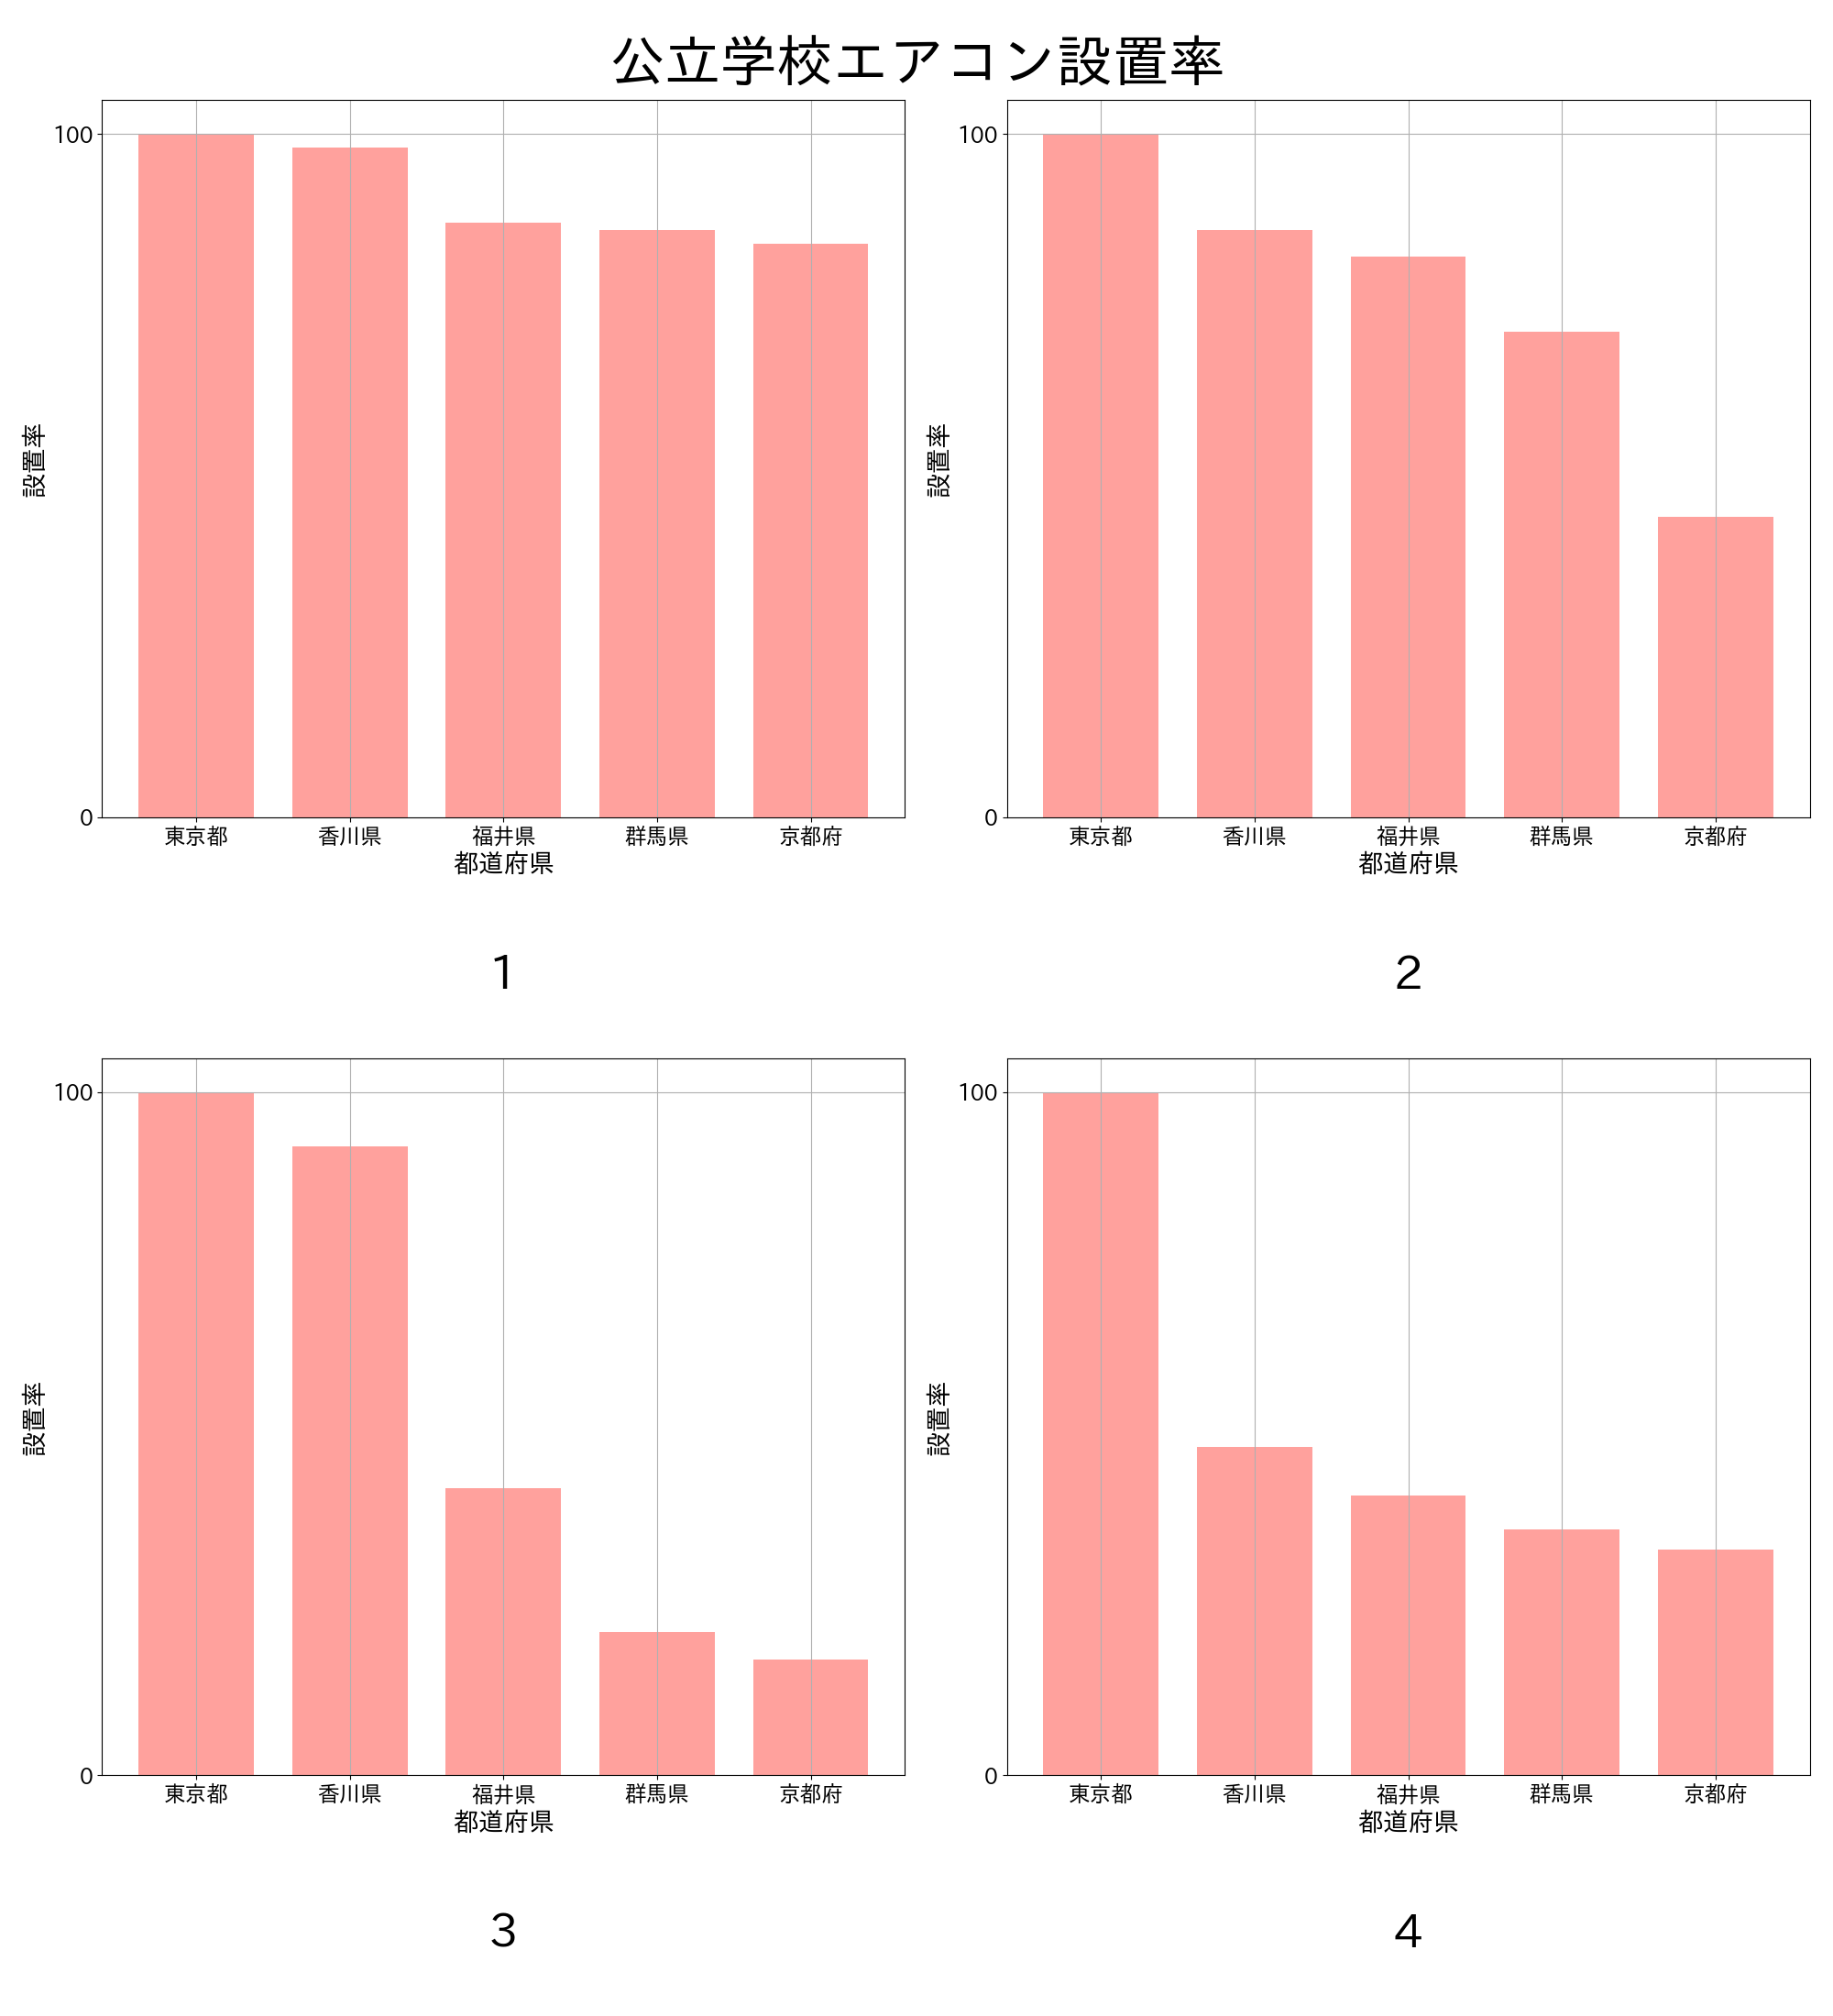 公立学校エアコン設置率
100
0
設置率
東京都 香川県 福井県 群馬県 京都府
都道府県
1
100
0
設置率
東京都 香川県 福井県 群馬県 京都府
都道府県
2
100
0
設置率
東京都 香川県 福井県 群馬県 京都府
都道府県
3
100
0
設置率
東京都 香川県 福井県 群馬県 京都府
都道府県
4